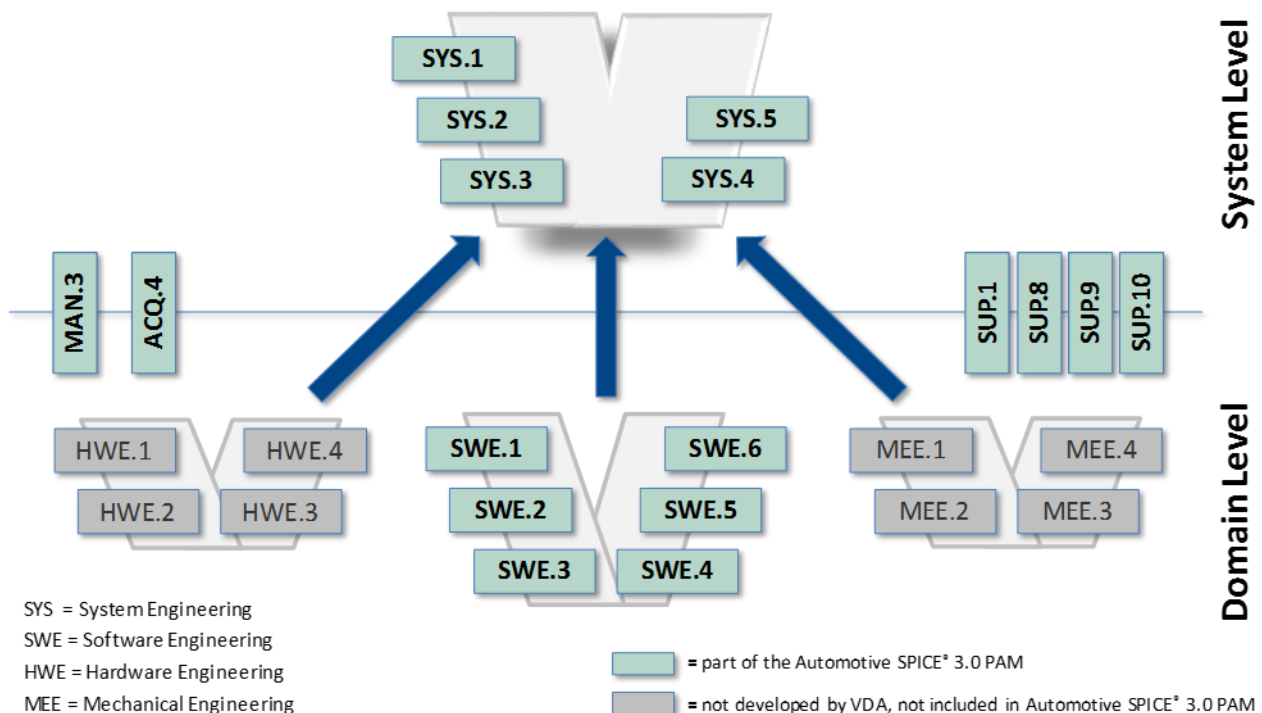 SYS.1
SYS.2
SYS.3
SYS.5
SYS.4
System Level
MAN.3
ACQ.4
SUP.1
SUP.8
SUP.9
SUP.10
HWE.1
HWE.4
HWE.2
HWE.3
SWE.1
SWE.6
SWE.2
SWE.5
SWE.3
SWE.4
MEE.1
MEE.4
MEE.2
MEE.3
Domain Level
SYS = System Engineering
SWE = Software Engineering
HWE = Hardware Engineering
MEE = Mechanical Engineering
= part of the Automotive SPICE® 3.0 PAM
= not developed by VDA, not included in Automotive SPICE® 3.0 PAM